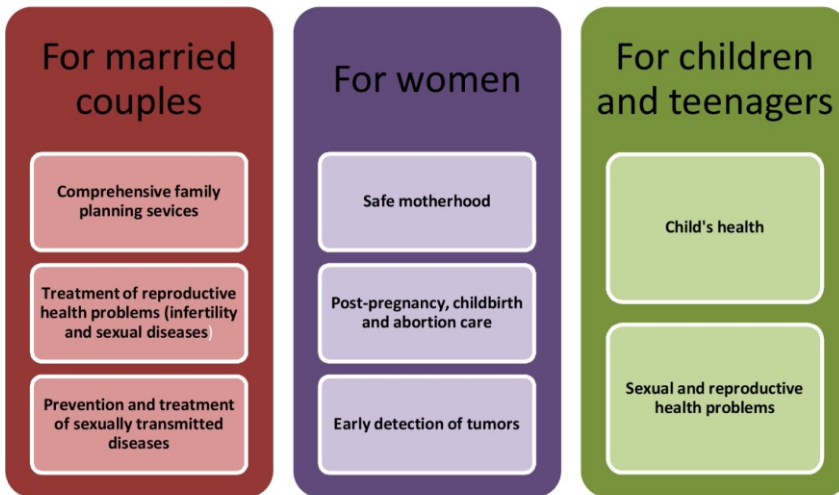 For married
couples
Comprehensive family
planning sevices
Treatment of reproductive
health problems (infertility
and sexual diseases)
Prevention and treatment
of sexually transmitted
diseases
For women
Safe motherhood
Post-pregnancy, childbirth
and abortion care
Early detection of tumors
For children
and teenagers
Child's health
Sexual and reproductive
health problems